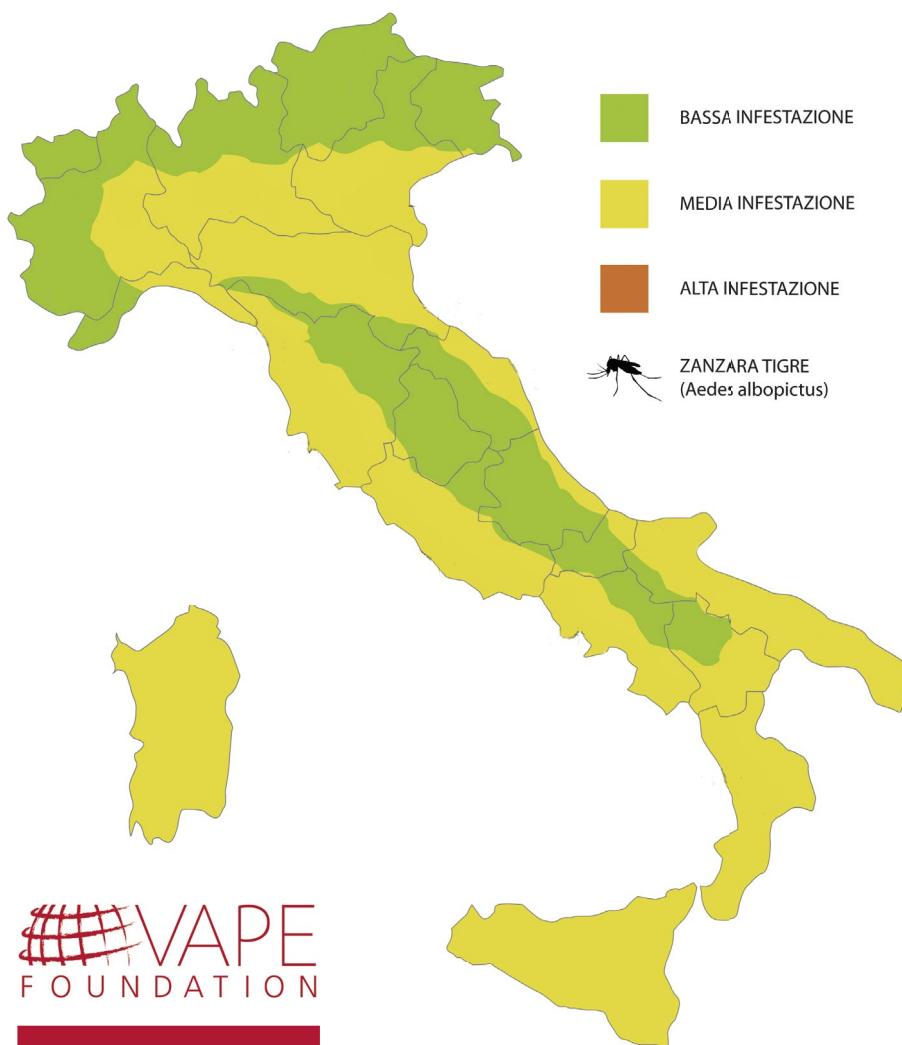 BASSA INFESTAZIONE
MEDIA INFESTAZIONE
ALTA INFESTAZIONE
ZANZARA TIGRE
(Aedes albopictus)
VAPE
FOUNDATION